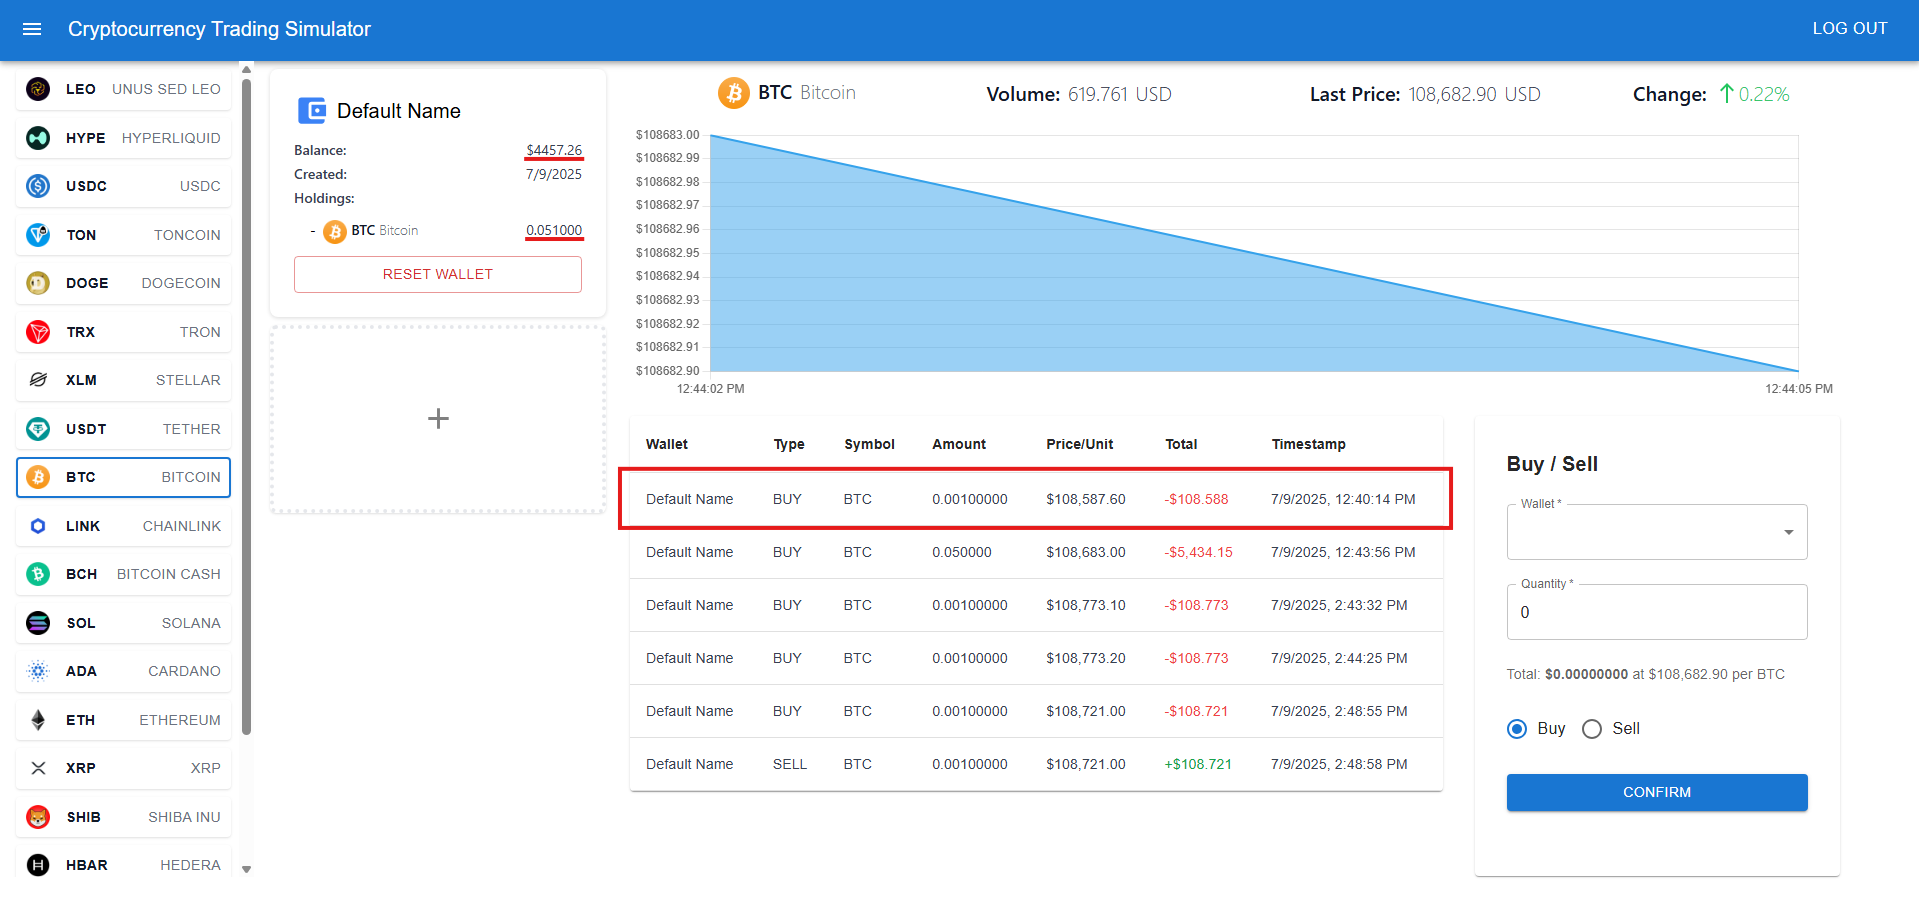 Cryptocurrency Trading Simulator
LOG OUT
LEO UNUS SED LEO
HYPE HYPERLIQUID
USDC USDC
TON TONCOIN
DOGE DOGECOIN
TRX TRON
XLM STELLAR
USDT TETHER
BTC BITCOIN
LINK CHAINLINK
BCH BITCOIN CASH
SOL SOLANA
ADA CARDANO
ETH ETHEREUM
XRP XRP
SHIB SHIBA INU
HBAR HEDERA
Default Name
Balance: $4457.26
Created: 7/9/2025
Holdings:
- BTC Bitcoin 0.051000
RESET WALLET
+
BTC Bitcoin Volume: 619.761 USD Last Price: 108,682.90 USD Change: ↑ 0.22%
$108683.00
$108682.99
$108682.98
$108682.97
$108682.96
$108682.95
$108682.94
$108682.93
$108682.92
$108682.91
$108682.90
12:44:02 PM 12:44:05 PM
Wallet Type Symbol Amount Price/Unit Total Timestamp
Default Name BUY BTC 0.00100000 $108,587.60 -$108.588 7/9/2025, 12:40:14 PM
Default Name BUY BTC 0.050000 $108,683.00 -$5,434.15 7/9/2025, 12:43:56 PM
Default Name BUY BTC 0.00100000 $108,773.10 -$108.773 7/9/2025, 2:43:32 PM
Default Name BUY BTC 0.00100000 $108,773.20 -$108.773 7/9/2025, 2:44:25 PM
Default Name BUY BTC 0.00100000 $108,721.00 -$108.721 7/9/2025, 2:48:55 PM
Default Name SELL BTC 0.00100000 $108,721.00 +$108.721 7/9/2025, 2:48:58 PM
Buy / Sell
Wallet *
Quantity *
0
Total: $0.00000000 at $108,682.90 per BTC
Buy Sell
CONFIRM